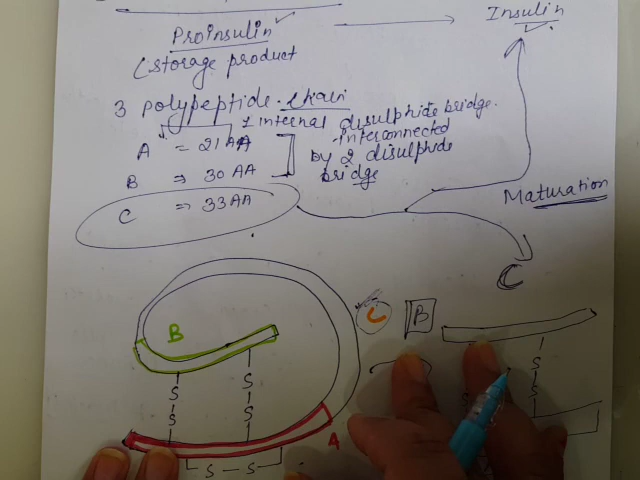 Proinsulin
Insulin
(storage product
3 polypeptide chain
1 internal disulphide bridge.
A = 21 AA
interconnected
by 2 disulphide
bridge
B ⇒ 30 AA
C ⇒ 33 AA
Maturation
C
B
C
B
S
S
S
S
S
S
A
S - S